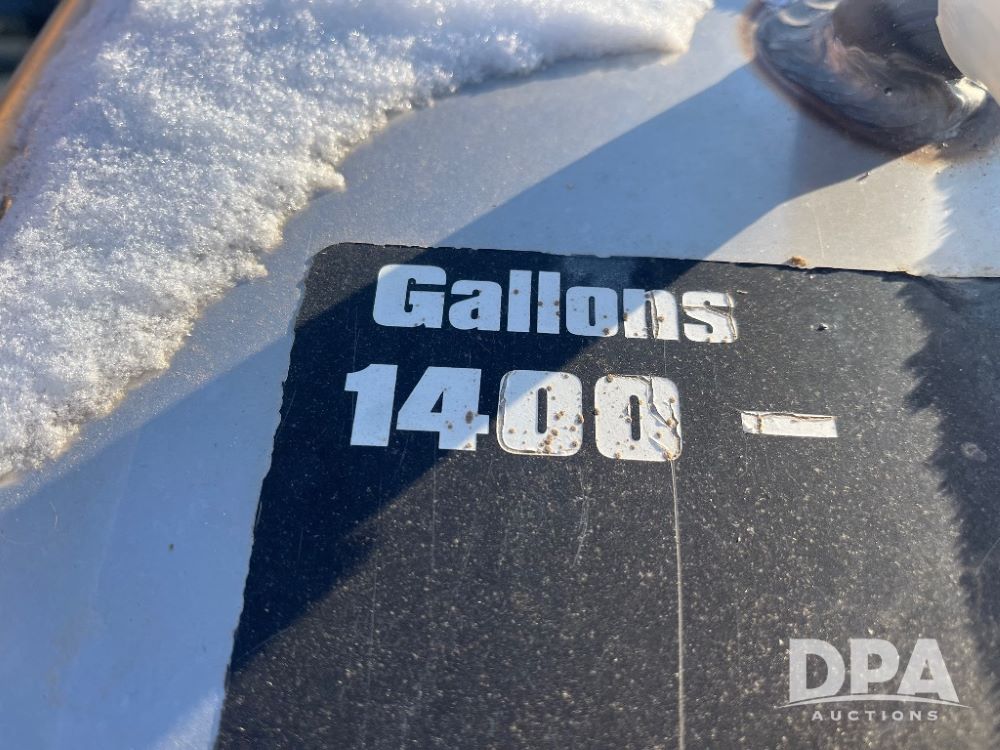 Gallons
1400 –
DPA
AUCTIONS